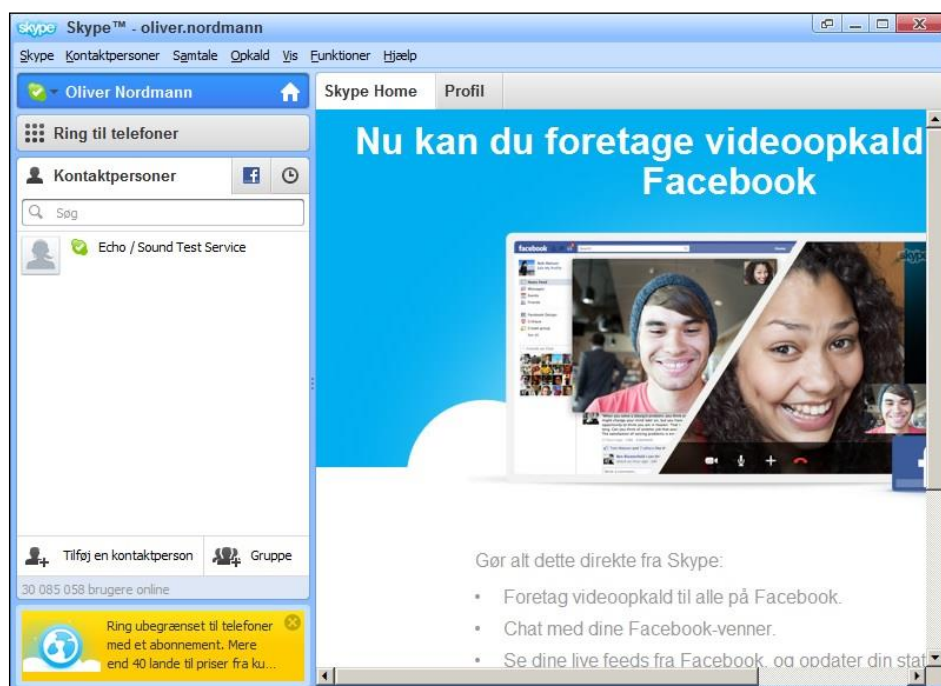 skype Skype™ - oliver.nordmann
Skype Kontaktpersoner Samtale Opkald Vis Funktioner Hjælp
Oliver Nordmann
Ring til telefoner
Kontaktpersoner
Søg
Echo / Sound Test Service
Tilføj en kontaktperson
Gruppe
30 085 058 brugere online
Ring ubegrænset til telefoner
med et abonnement. Mere
end 40 lande til priser fra ku...
Skype Home Profil
Nu kan du foretage videoopkald
Facebook
facebook
skype
Gør alt dette direkte fra Skype:
• Foretag videoopkald til alle på Facebook.
• Chat med dine Facebook-venner.
• Se dine live feeds fra Facebook, og opdater din stat